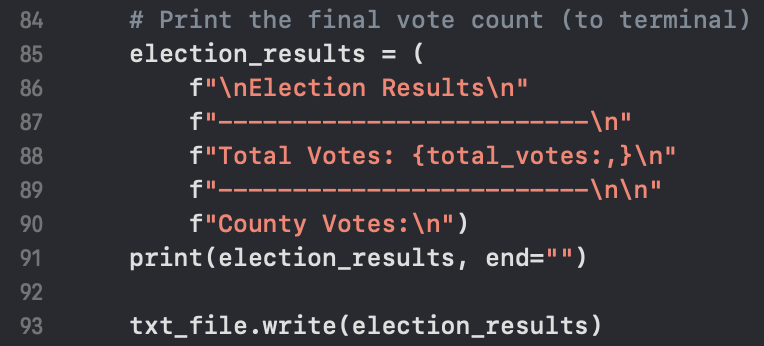 84 # Print the final vote count (to terminal)
85 election_results = (
86 f"\nElection Results\n"
87 f"-------------------------\n"
88 f"Total Votes: {total_votes:,}\n"
89 f"-------------------------\n\n"
90 f"County Votes:\n")
91 print(election_results, end="")
92
93 txt_file.write(election_results)